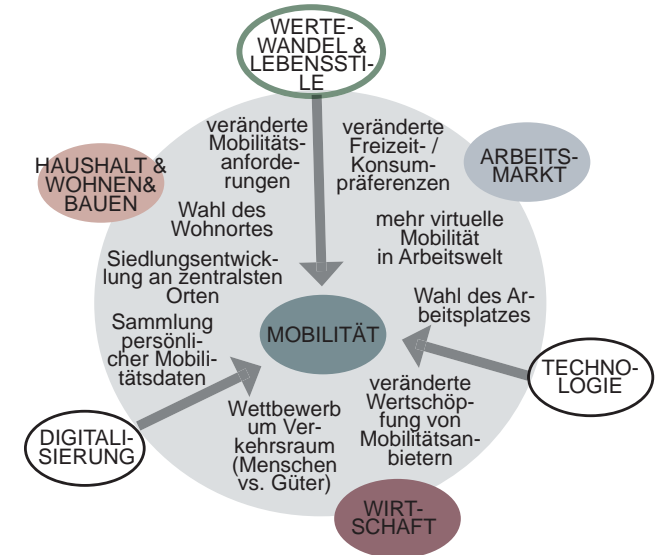 WERTE-
WANDEL &
LEBENSSTI-
LE
veränderte
Mobilitäts-
anforde-
rungen
veränderte
Freizeit- /
Konsum-
präferenzen
HAUSHALT &
WOHNEN&
BAUEN
ARBEITS-
MARKT
Wahl des
Wohnortes
mehr virtuelle
Mobilität
in Arbeitswelt
Siedlungsentwick-
lung an zentralsten
Orten
Wahl des Ar-
beitsplatzes
Sammlung
persönli-
cher Mobili-
tätsdaten
MOBILITÄT
TECHNO-
LOGIE
veränderte
Wertschöp-
fung von
Mobilitätsan-
bietern
Wettbewerb
um Ver-
kehrsraum
(Menschen
vs. Güter)
DIGITALI-
SIERUNG
WIRT-
SCHAFT